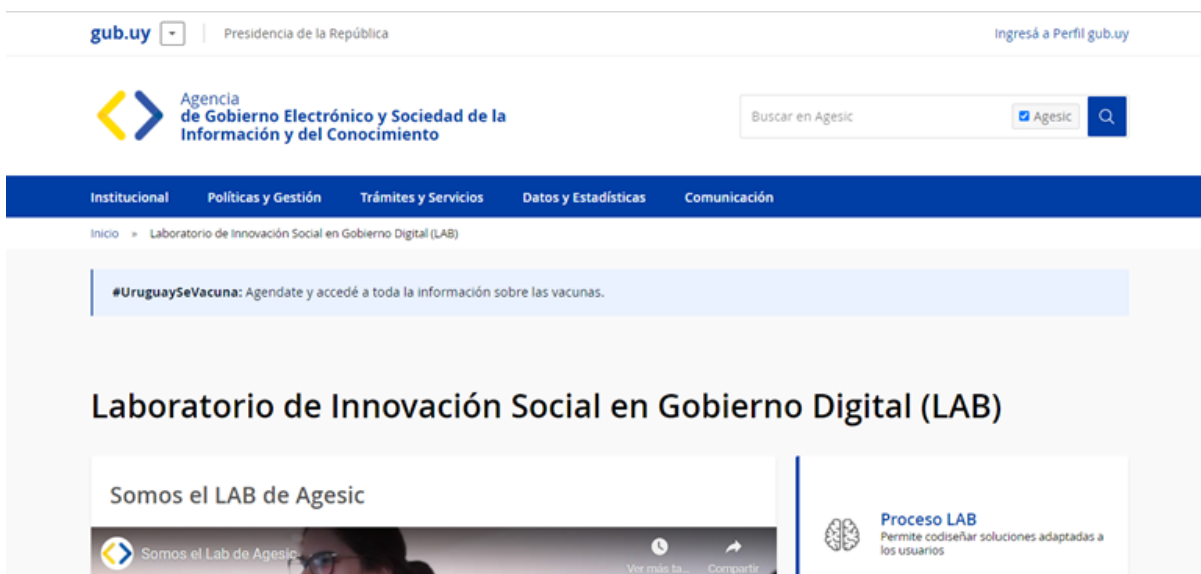 gub.uy
Presidencia de la República
Ingresá a Perfil gub.uy
Agencia
de Gobierno Electrónico y Sociedad de la
Información y del Conocimiento
Buscar en Agesic
Agesic
Institucional
Políticas y Gestión
Trámites y Servicios
Datos y Estadísticas
Comunicación
Inicio » Laboratorio de Innovación Social en Gobierno Digital (LAB)
#UruguaySeVacuna: Agendate y accedé a toda la información sobre las vacunas.
Laboratorio de Innovación Social en Gobierno Digital (LAB)
Somos el LAB de Agesic
Somos el Lab de Agesic
Ver más ta...
Compartir
Proceso LAB
Permite codiseñar soluciones adaptadas a
los usuarios